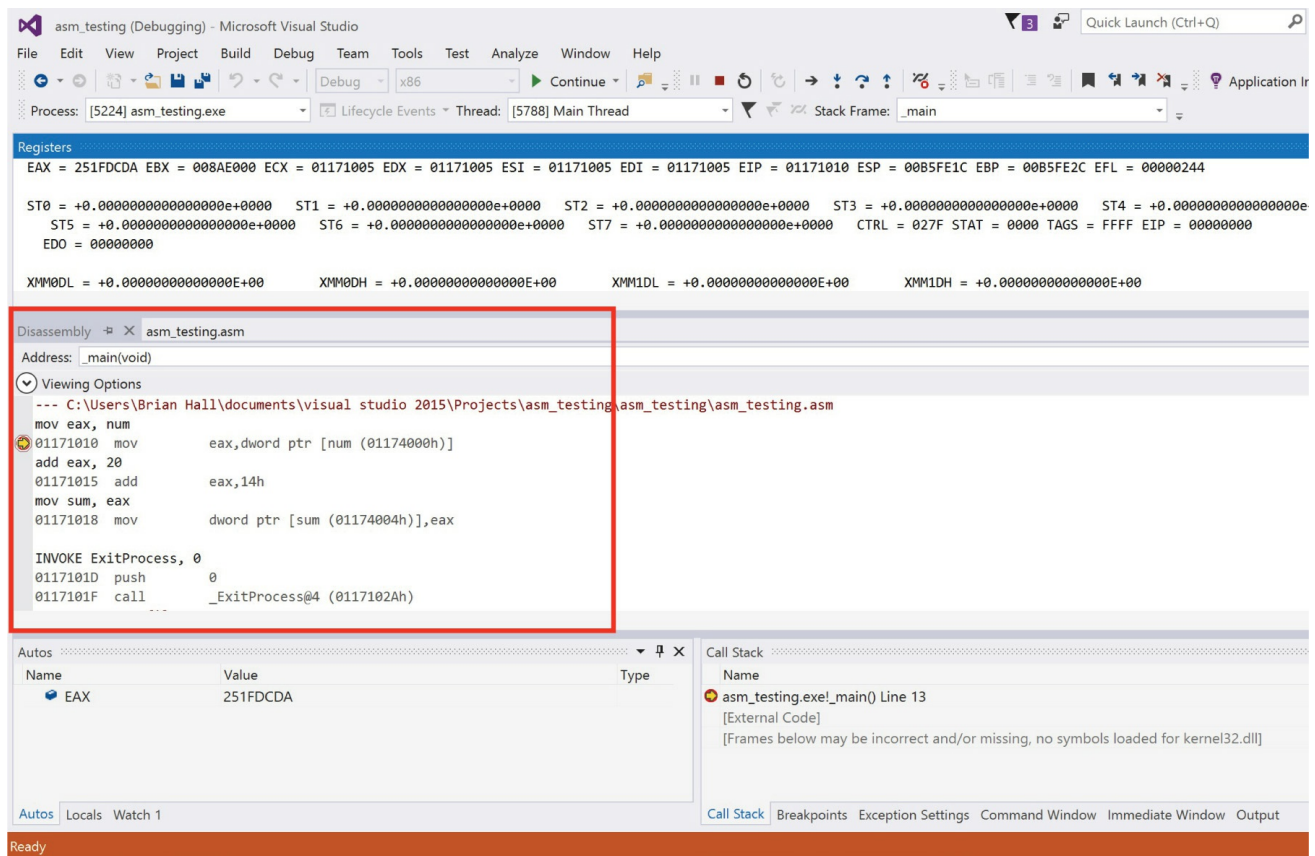 asm_testing (Debugging) - Microsoft Visual Studio
3
Quick Launch (Ctrl+Q)
File Edit View Project Build Debug Team Tools Test Analyze Window Help
Debug x86 Continue Application In
Process: [5224] asm_testing.exe Lifecycle Events Thread: [5788] Main Thread Stack Frame: _main
Registers
EAX = 251FDCDA EBX = 008AE000 ECX = 01171005 EDX = 01171005 ESI = 01171005 EDI = 01171005 EIP = 01171010 ESP = 00B5FE1C EBP = 00B5FE2C EFL = 00000244
ST0 = +0.0000000000000000e+0000 ST1 = +0.0000000000000000e+0000 ST2 = +0.0000000000000000e+0000 ST3 = +0.0000000000000000e+0000 ST4 = +0.0000000000000000e+
ST5 = +0.0000000000000000e+0000 ST6 = +0.0000000000000000e+0000 ST7 = +0.0000000000000000e+0000 CTRL = 027F STAT = 0000 TAGS = FFFF EIP = 00000000
EDO = 00000000
XMM0DL = +0.00000000000000E+00 XMM0DH = +0.00000000000000E+00 XMM1DL = +0.00000000000000E+00 XMM1DH = +0.00000000000000E+00
Disassembly asm_testing.asm
Address: _main(void)
Viewing Options
--- C:\Users\Brian Hall\documents\visual studio 2015\Projects\asm_testing\asm_testing\asm_testing.asm
mov eax, num
01171010 mov eax,dword ptr [num (01174000h)]
add eax, 20
01171015 add eax,14h
mov sum, eax
01171018 mov dword ptr [sum (01174004h)],eax
INVOKE ExitProcess, 0
0117101D push 0
0117101F call _ExitProcess@4 (0117102Ah)
Autos
Name Value Type
EAX 251FDCDA
Autos Locals Watch 1
Call Stack
Name
asm_testing.exe!_main() Line 13
[External Code]
[Frames below may be incorrect and/or missing, no symbols loaded for kernel32.dll]
Call Stack Breakpoints Exception Settings Command Window Immediate Window Output
Ready